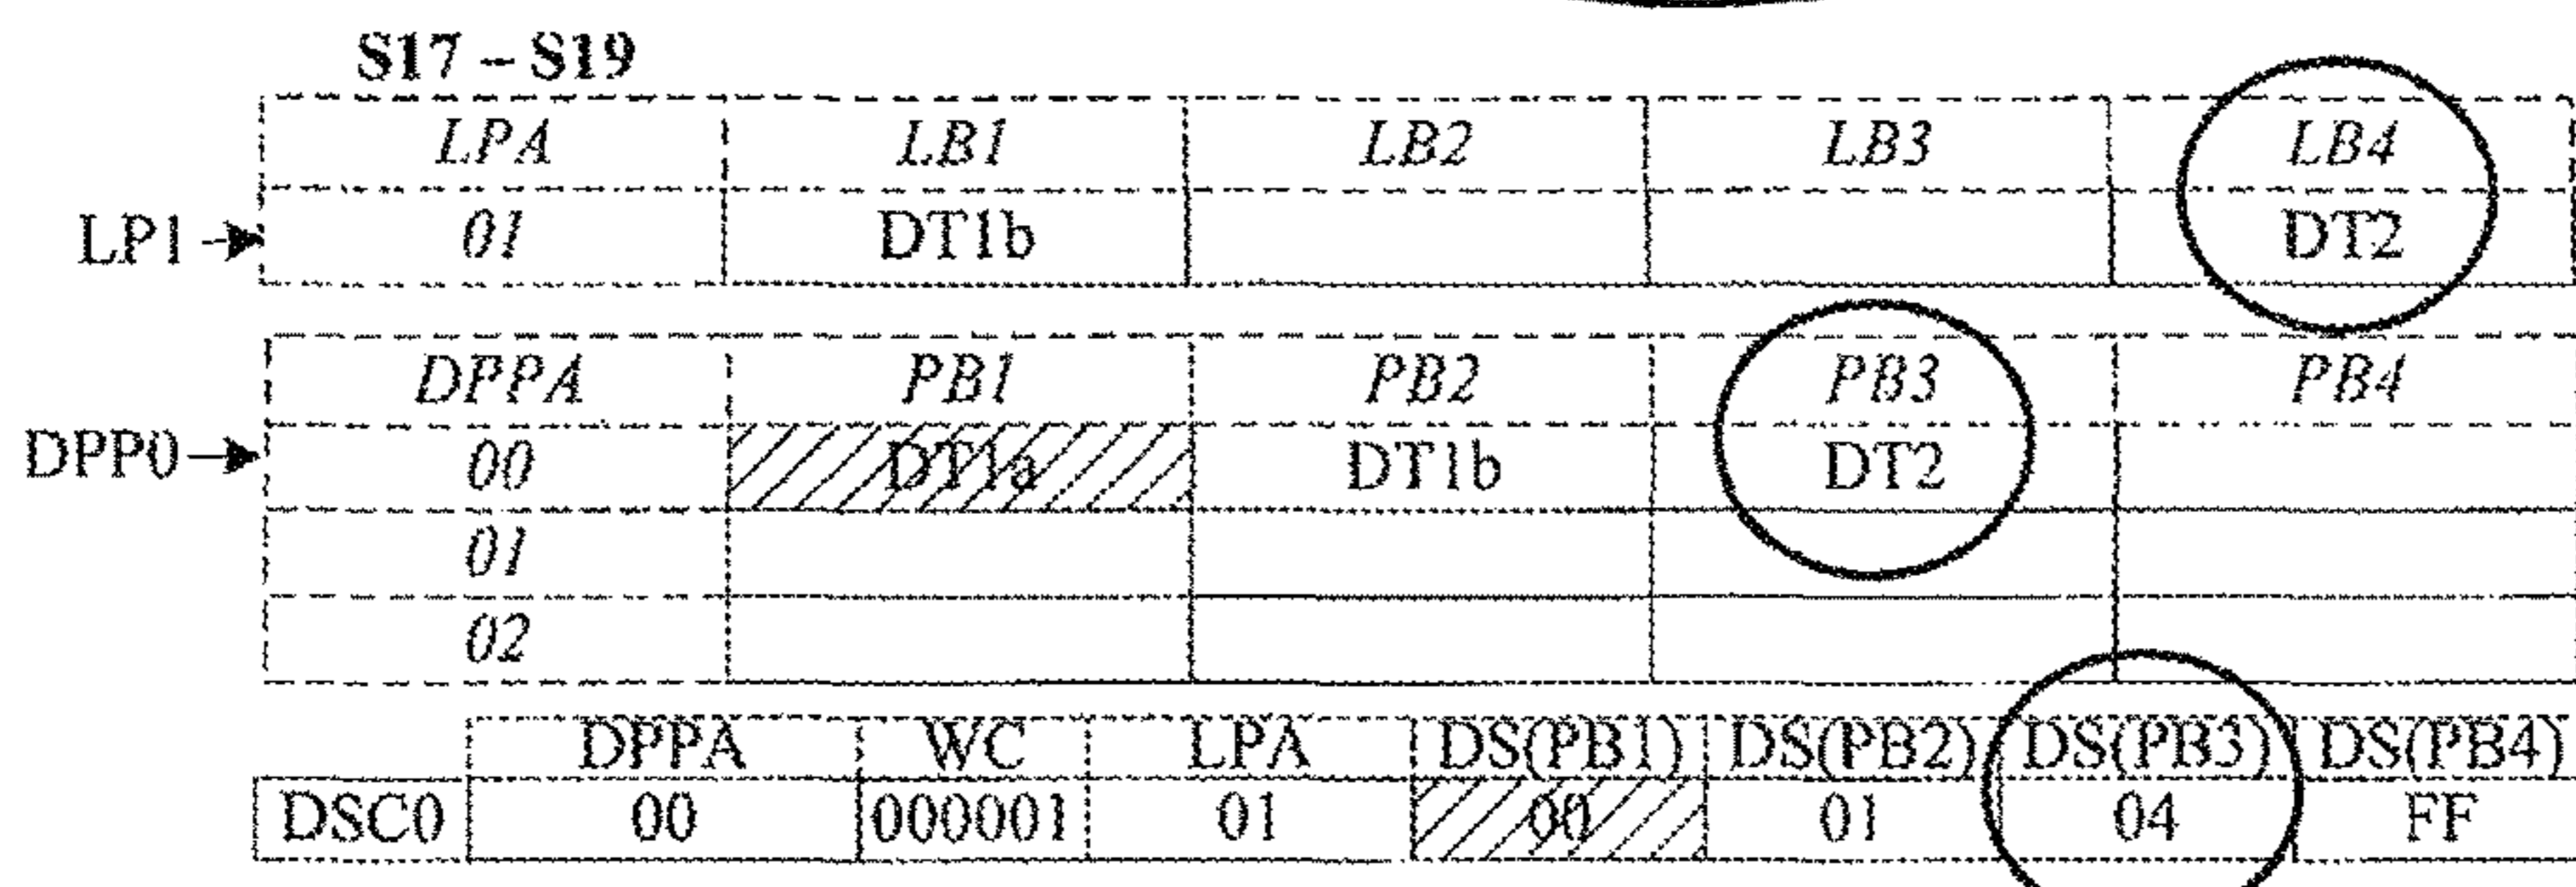 S17 – S19
LPA LB1 LB2 LB3 LB4
LP1 01 DT1b DT2
DPPA PB1 PB2 PB3 PB4
DPP0 00 DT1a DT1b DT2
01
02
DPPA WC LPA DS(PB1) DS(PB2) DS(PB3) DS(PB4)
DSC0 00 000001 01 00 01 04 FF